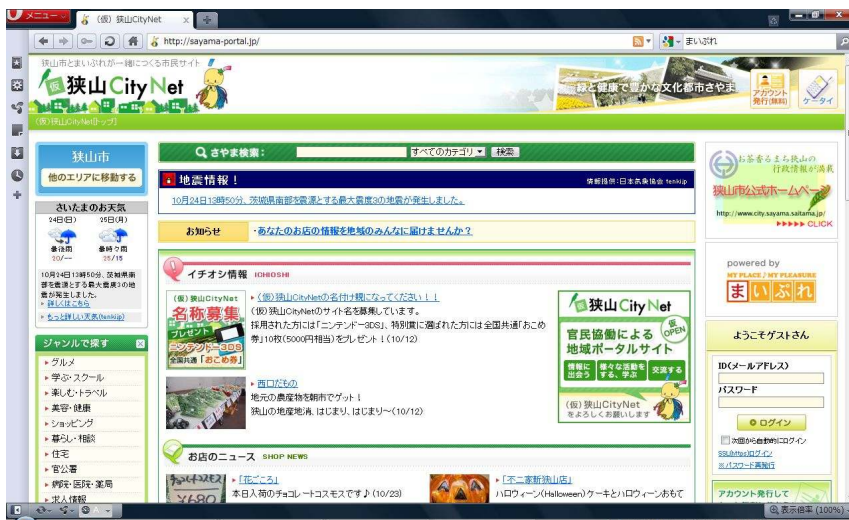 メニュー
(仮) 狭山CityNet
http://sayama-portal.jp/
まいぷれ
狭山市とまいぷれが一緒につくる市民サイト
(仮)狭山City Net
緑と健康で豊かな文化都市さやま
アカウント
発行(無料)
ケータイ
(仮)狭山CityNet[トップ]
狭山市
他のエリアに移動する
さやま検索:
すべてのカテゴリ
検索
地震情報!
情報提供:日本気象協会 tenki.jp
10月24日13時50分、茨城県南部を震源とする最大震度3の地震が発生しました。
お知らせ
・あなたのお店の情報を地域のみんなに届けませんか?
お茶香るまち狭山の
行政情報が満載
狭山市公式ホームページ
http://www.city.sayama.saitama.jp/
CLICK
さいたまのお天気
24日(日)
25日(月)
曇後雨
曇時々雨
20/--
25/15
10月24日13時50分、茨城県南部を震源とする最大震度3の地震が発生しました。
詳しくはこちら
もっと詳しい天気(tenki.jp)
イチオシ情報 ICHIOSHI
(仮)狭山CityNet
名称募集
プレゼント
ニンテンドー3DS
全国共通「おこめ券」
(仮)狭山CityNetの名付け親になってください!!
(仮)狭山CityNetのサイト名を募集しています。
採用された方には「ニンテンドー3DS」、特別賞に選ばれた方には全国共通「おこめ
券」10枚(5000円相当)をプレゼント!(10/12)
西口だもの
地元の農産物を朝市でゲット!
狭山の地産地消、はじまり、はじまり～(10/12)
(仮)狭山City Net
官民協働による
地域ポータルサイト
仮
OPEN
情報に出会う
様々な活動をする、学ぶ
交流する
(仮)狭山CityNet
をよろしくお願いします
powered by
MY PLACE / MY PLEASURE
まいぷれ
ようこそゲストさん
ID(メールアドレス)
パスワード
ログイン
次回から自動的にログイン
SSL(https)ログイン
※パスワード再発行
アカウント発行して
ジャンルで探す
グルメ
学ぶ・スクール
楽しむ・トラベル
美容・健康
ショッピング
暮らし・相談
住宅
官公署
病院・医院・薬局
求人情報
お店のニュース SHOP NEWS
¥680
「花ごころ」
本日入荷のチョコレートコスモスです♪(10/23)
「不二家新狭山店」
ハロウィーン(Halloween)ケーキとハロウィーンおもて
表示倍率 (100%)